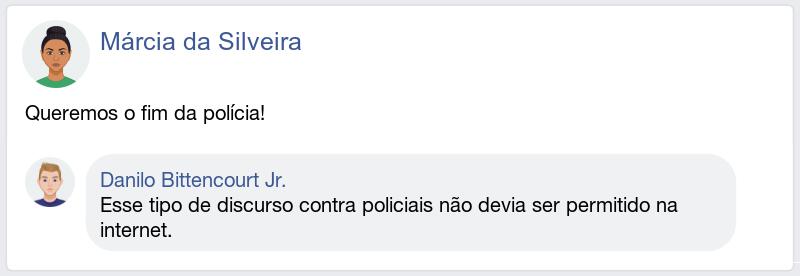 Márcia da Silveira
Queremos o fim da polícia!
Danilo Bittencourt Jr.
Esse tipo de discurso contra policiais não devia ser permitido na
internet.